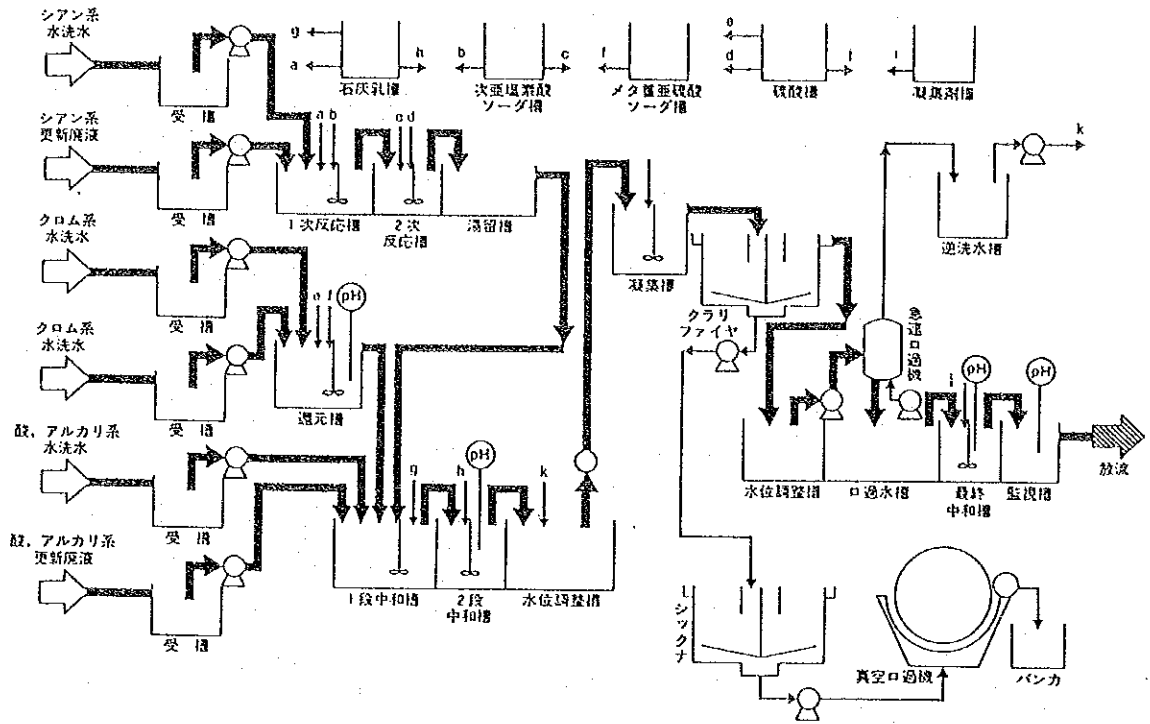 シアン系
水洗水
受 槽
シアン系
更新廃液
受 槽
クロム系
水洗水
受 槽
クロム系
水洗水
受 槽
酸,アルカリ系
水洗水
受 槽
酸,アルカリ系
更新廃液
受 槽
g
a
h
石灰乳槽
b
c
次亜塩素酸
ソーダ槽
f
メタ重亜硫酸
ソーダ槽
d
硫酸槽
凝集剤槽
a b
d
1次反応槽
2次
反応槽
滞留槽
pH
還元槽
g
h
pH
k
1段中和槽
2段
中和槽
水位調整槽
凝集槽
クラリ
ファイヤ
急速ロ過機
k
逆洗水槽
i
pH
pH
水位調整槽
ロ過水槽
最終
中和槽
監視槽
放流
シックナ
真空ロ過機
バンカ